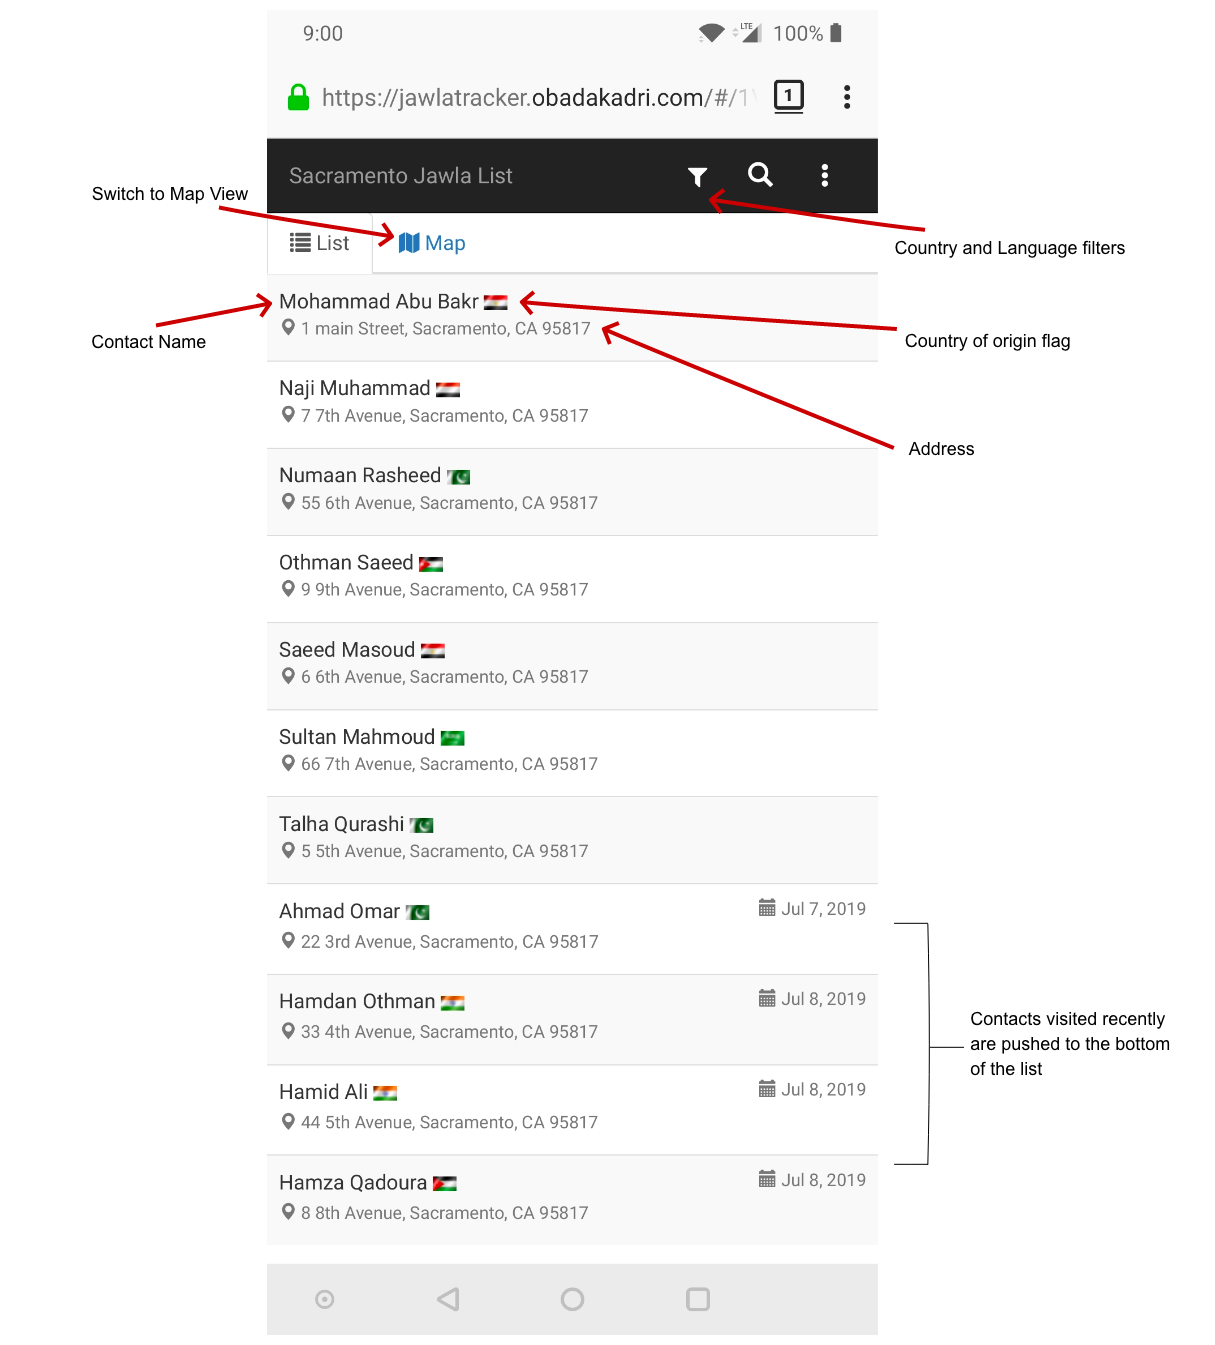 9:00
LTE
100%
https://jawlatracker.obadakadri.com/#/1
1
Sacramento Jawla List
Switch to Map View
Country and Language filters
List
Map
Mohammad Abu Bakr
1 main Street, Sacramento, CA 95817
Contact Name
Country of origin flag
Naji Muhammad
7 7th Avenue, Sacramento, CA 95817
Address
Numaan Rasheed
55 6th Avenue, Sacramento, CA 95817
Othman Saeed
9 9th Avenue, Sacramento, CA 95817
Saeed Masoud
6 6th Avenue, Sacramento, CA 95817
Sultan Mahmoud
66 7th Avenue, Sacramento, CA 95817
Talha Qurashi
5 5th Avenue, Sacramento, CA 95817
Ahmad Omar
Jul 7, 2019
22 3rd Avenue, Sacramento, CA 95817
Hamdan Othman
Jul 8, 2019
33 4th Avenue, Sacramento, CA 95817
Contacts visited recently
are pushed to the bottom
of the list
Hamid Ali
Jul 8, 2019
44 5th Avenue, Sacramento, CA 95817
Hamza Qadoura
Jul 8, 2019
8 8th Avenue, Sacramento, CA 95817